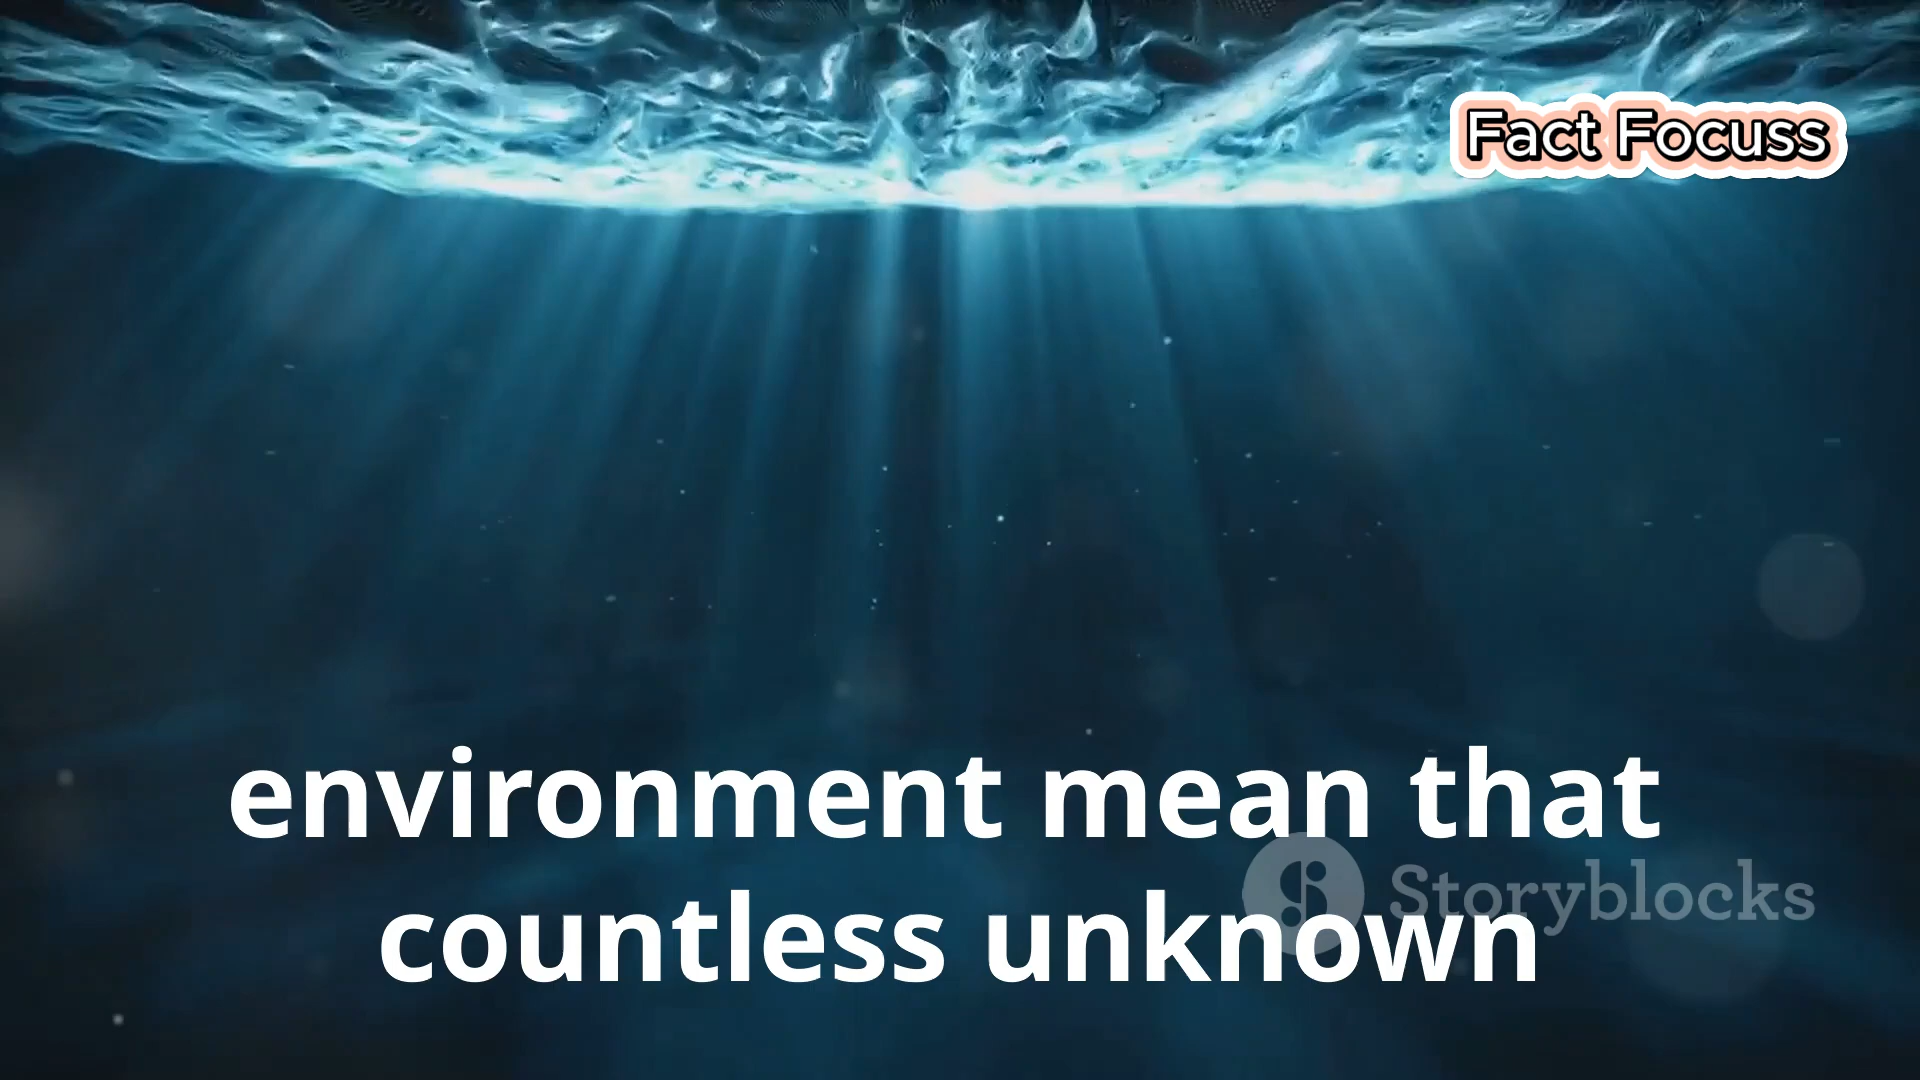 Fact Focuss
environment mean that
Storyblocks
countless unknown